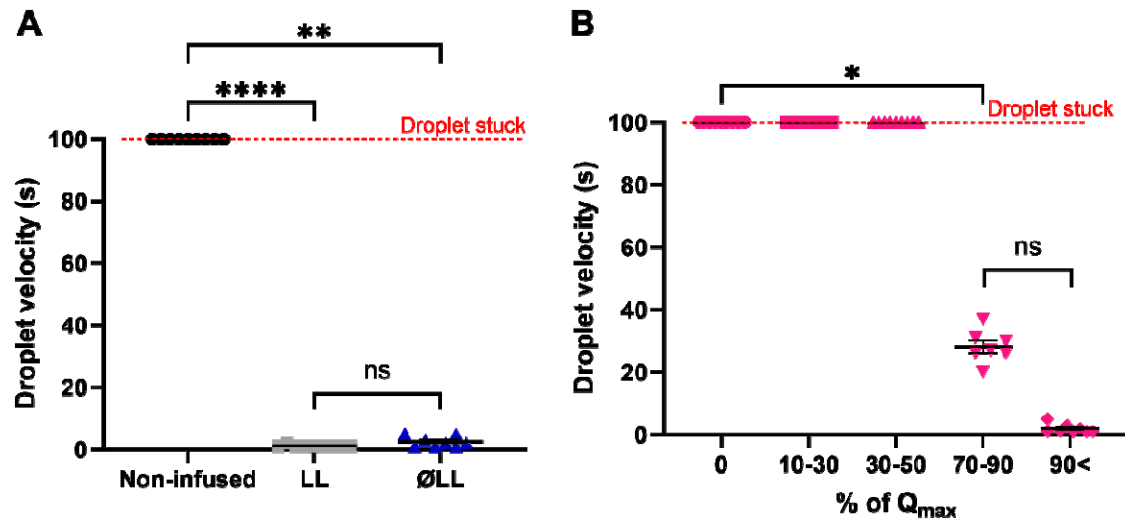 A
**
****
Droplet stuck
100
80
60
40
20
0
Droplet velocity (s)
ns
Non-infused LL ØLL
B
*
Droplet stuck
100
80
60
40
20
0
Droplet velocity (s)
ns
0 10-30 30-50 70-90 90<
% of Qmax